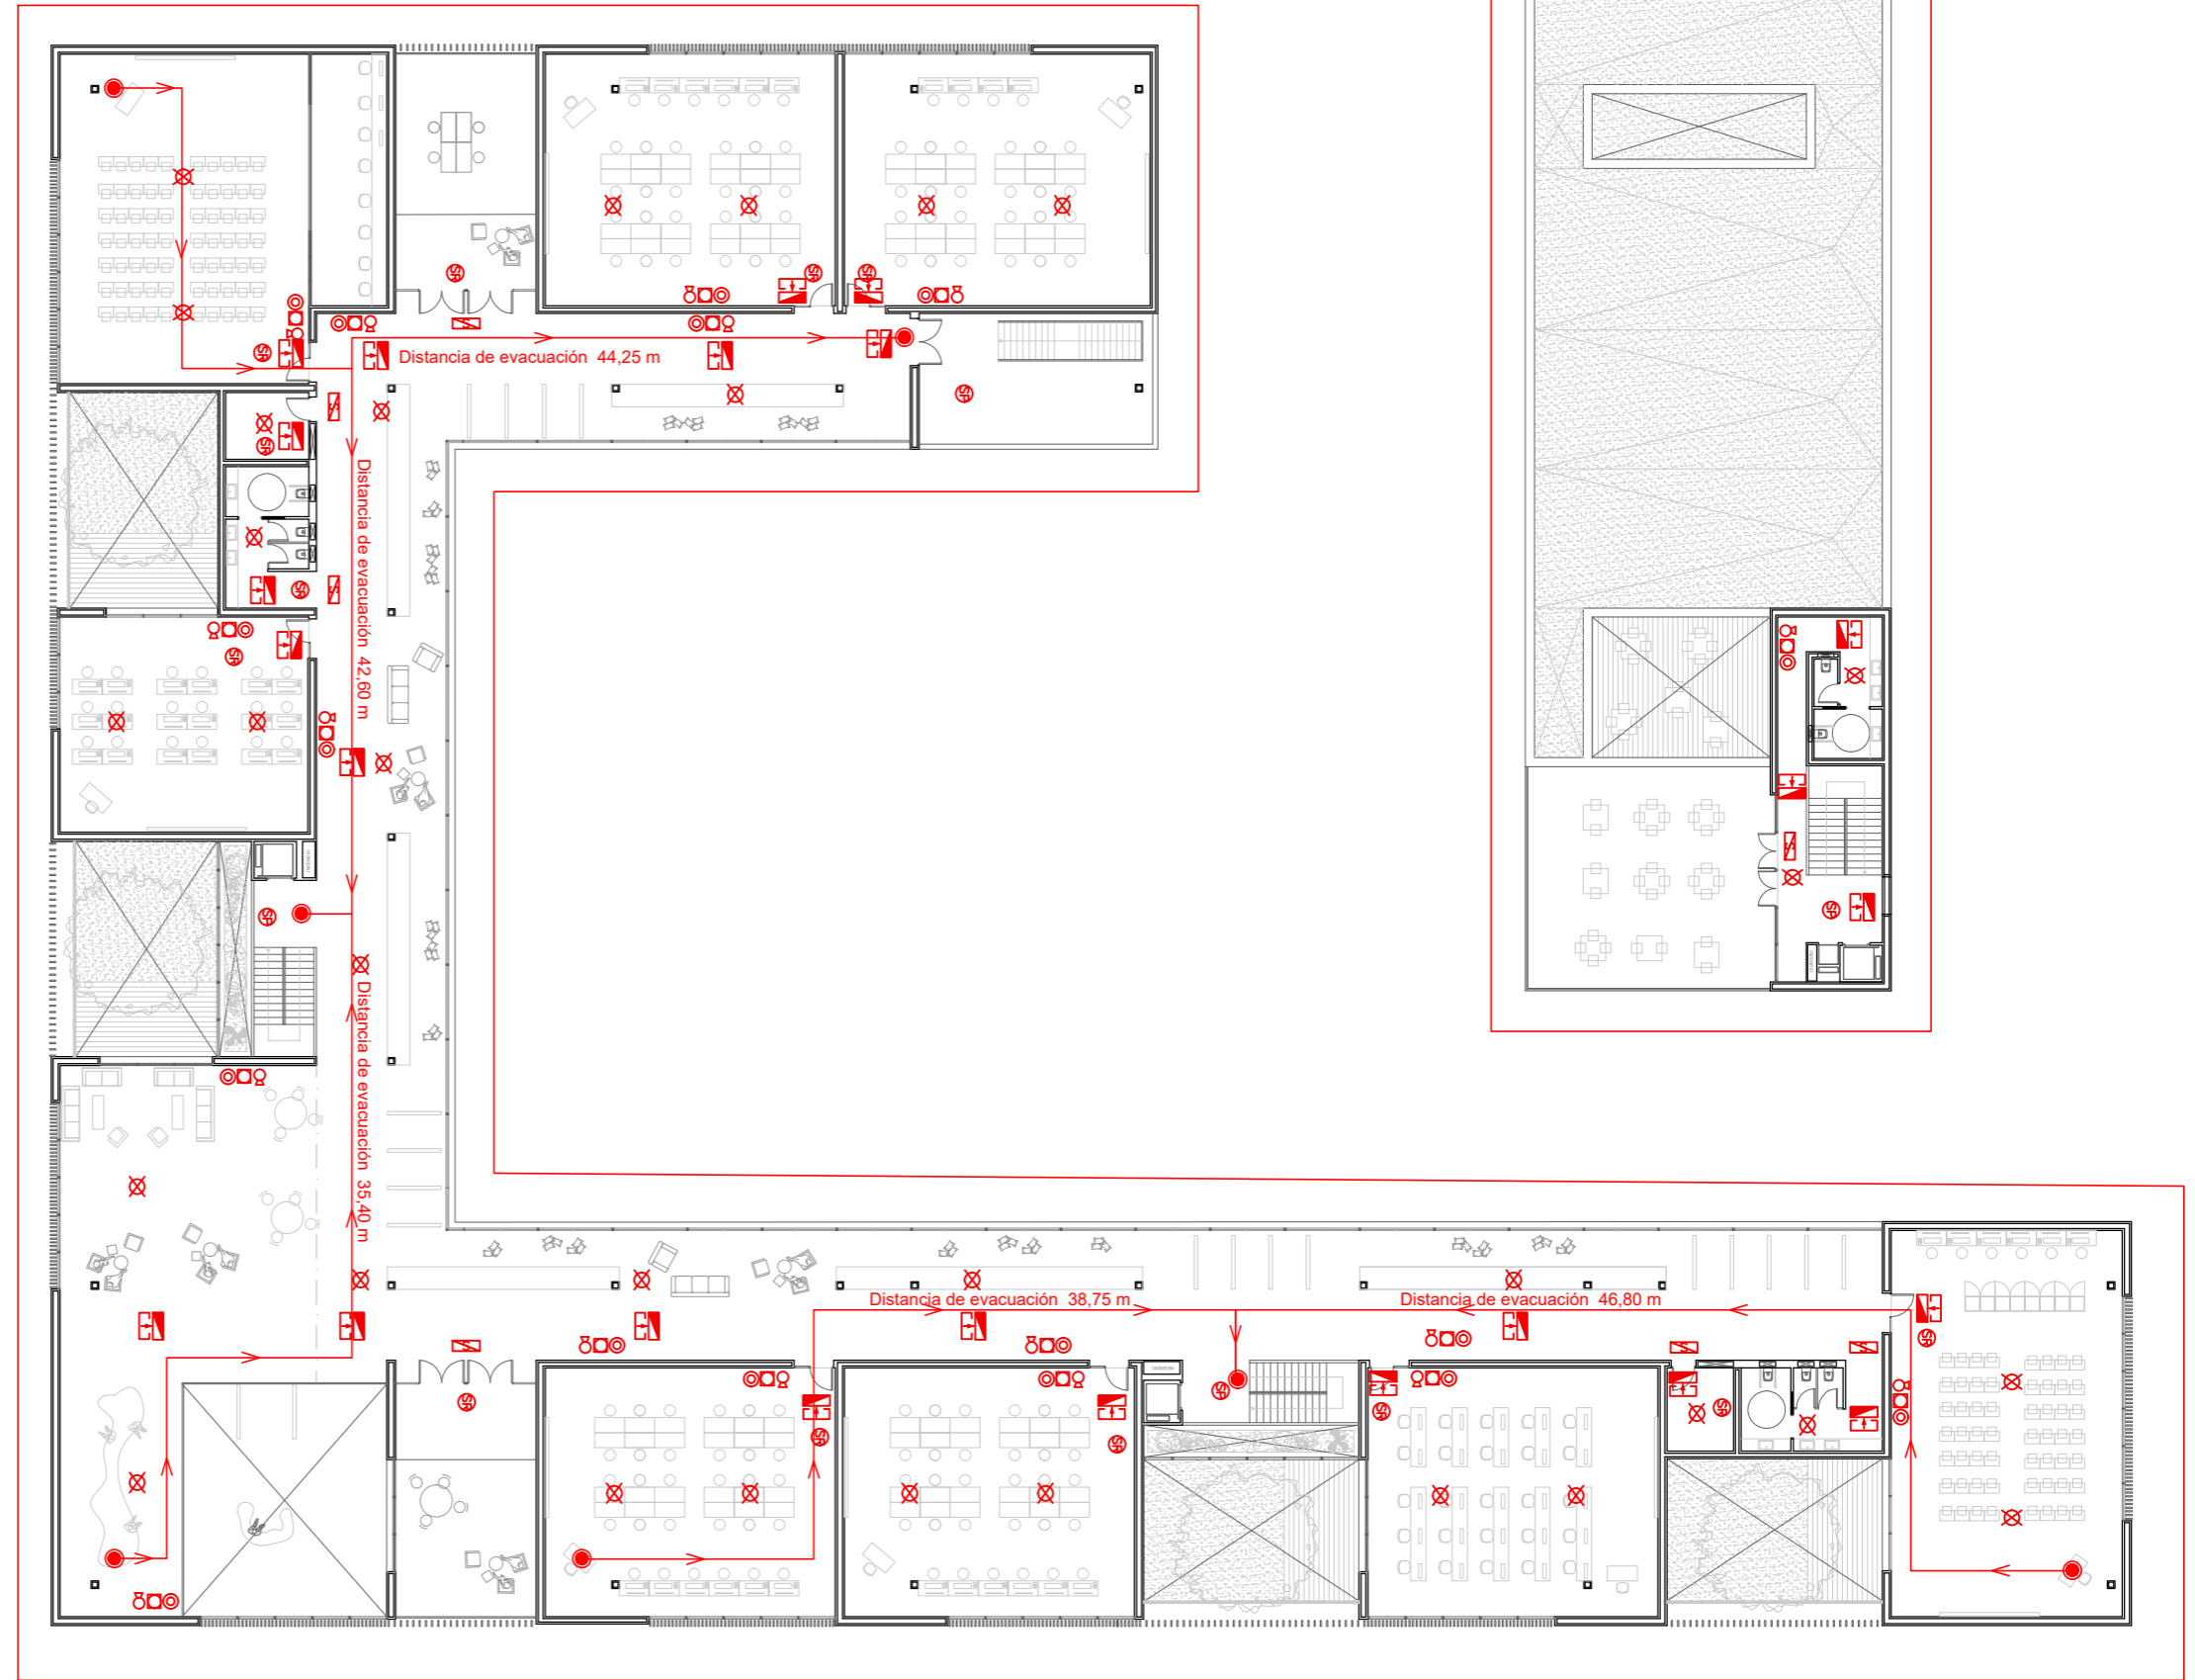 Distancia de evacuación 44,25 m
Distancia de evacuación 42,60 m
Distancia de evacuación 35,40 m
Distancia de evacuación 38,75 m
Distancia de evacuación 46,80 m